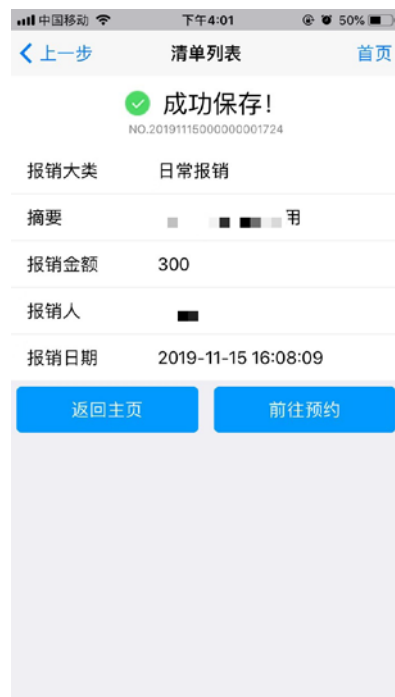 中国移动 下午4:01 50%
上一步 清单列表 首页
成功保存!
NO.20191115000000001724
报销大类 日常报销
摘要 用
报销金额 300
报销人
报销日期 2019-11-15 16:08:09
返回主页 前往预约